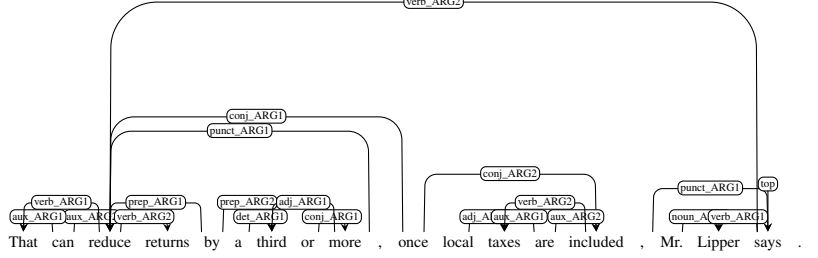 verb_ARG2
conj_ARG1
punct_ARG1
conj_ARG2
punct_ARG1 top
verb_ARG1 prep_ARG1 prep_ARG2 adj_ARG1 verb_ARG2
aux_ARG1 verb_ARG2 det_ARG1 conj_ARG1 aux_ARG1 aux_ARG2 verb_ARG1
That can reduce returns by a third or more , once local taxes are included , Mr. Lipper says .